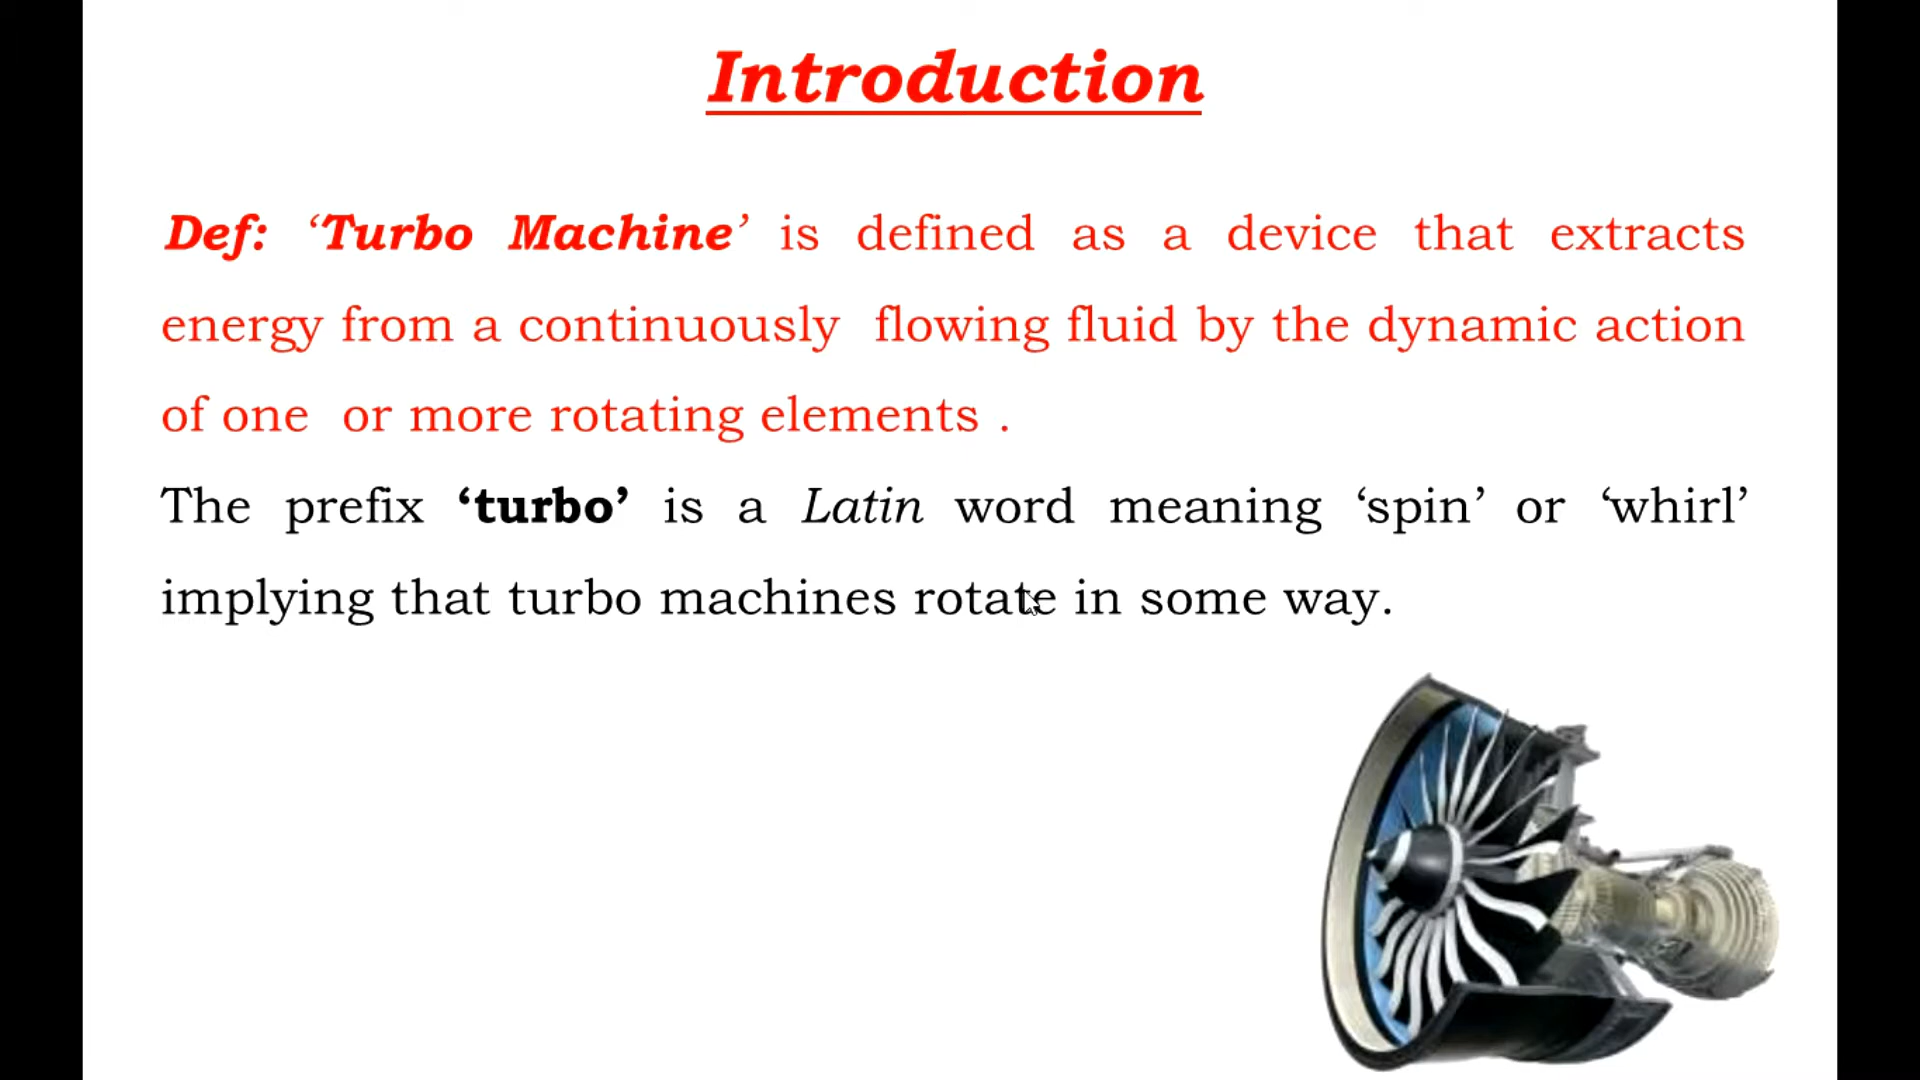 Introduction
Def: ‘Turbo Machine’ is defined as a device that extracts
energy from a continuously flowing fluid by the dynamic action
of one or more rotating elements .
The prefix ‘turbo’ is a Latin word meaning ‘spin’ or ‘whirl’
implying that turbo machines rotate in some way.